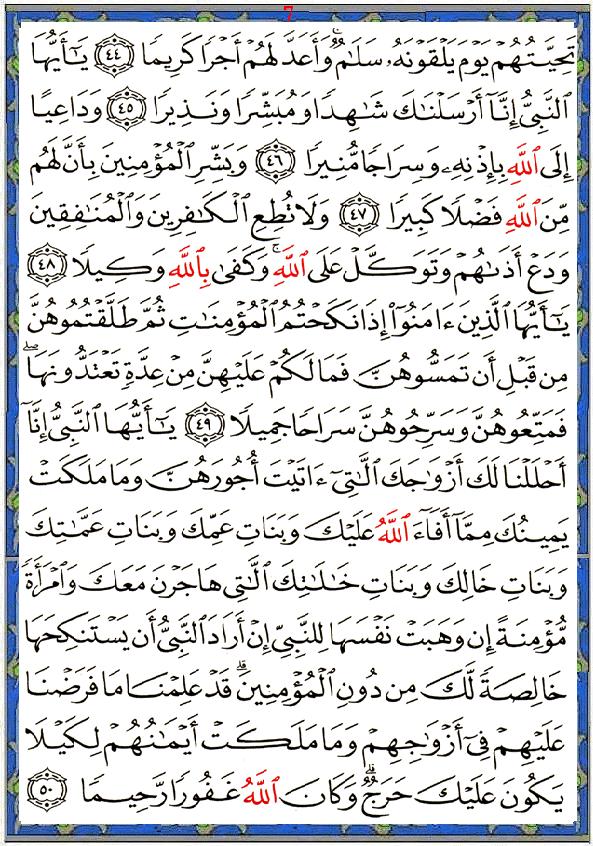 7
تَحِيَّتُهُمْ يَوْمَ يَلْقَوْنَهُۥ سَلَٰمٌ ۚ وَأَعَدَّ لَهُمْ أَجْرًا كَرِيمًا ﴿٤٤﴾ يَٰٓأَيُّهَا
ٱلنَّبِىُّ إِنَّآ أَرْسَلْنَٰكَ شَٰهِدًا وَمُبَشِّرًا وَنَذِيرًا ﴿٤٥﴾ وَدَاعِيًا
إِلَى ٱللَّهِ بِإِذْنِهِۦ وَسِرَاجًا مُّنِيرًا ﴿٤٦﴾ وَبَشِّرِ ٱلْمُؤْمِنِينَ بِأَنَّ لَهُم
مِّنَ ٱللَّهِ فَضْلًا كَبِيرًا ﴿٤٧﴾ وَلَا تُطِعِ ٱلْكَٰفِرِينَ وَٱلْمُنَٰفِقِينَ
وَدَعْ أَذَىٰهُمْ وَتَوَكَّلْ عَلَى ٱللَّهِ ۚ وَكَفَىٰ بِٱللَّهِ وَكِيلًا ﴿٤٨﴾
يَٰٓأَيُّهَا ٱلَّذِينَ ءَامَنُوٓا۟ إِذَا نَكَحْتُمُ ٱلْمُؤْمِنَٰتِ ثُمَّ طَلَّقْتُمُوهُنَّ
مِن قَبْلِ أَن تَمَسُّوهُنَّ فَمَا لَكُمْ عَلَيْهِنَّ مِنْ عِدَّةٍ تَعْتَدُّونَهَا ۖ
فَمَتِّعُوهُنَّ وَسَرِّحُوهُنَّ سَرَاحًا جَمِيلًا ﴿٤٩﴾ يَٰٓأَيُّهَا ٱلنَّبِىُّ إِنَّآ
أَحْلَلْنَا لَكَ أَزْوَٰجَكَ ٱلَّٰتِىٓ ءَاتَيْتَ أُجُورَهُنَّ وَمَا مَلَكَتْ
يَمِينُكَ مِمَّآ أَفَآءَ ٱللَّهُ عَلَيْكَ وَبَنَاتِ عَمِّكَ وَبَنَاتِ عَمَّٰتِكَ
وَبَنَاتِ خَالِكَ وَبَنَاتِ خَٰلَٰتِكَ ٱلَّٰتِى هَاجَرْنَ مَعَكَ وَٱمْرَأَةً
مُّؤْمِنَةً إِن وَهَبَتْ نَفْسَهَا لِلنَّبِىِّ إِنْ أَرَادَ ٱلنَّبِىُّ أَن يَسْتَنكِحَهَا
خَالِصَةً لَّكَ مِن دُونِ ٱلْمُؤْمِنِينَ ۗ قَدْ عَلِمْنَا مَا فَرَضْنَا
عَلَيْهِمْ فِىٓ أَزْوَٰجِهِمْ وَمَا مَلَكَتْ أَيْمَٰنُهُمْ لِكَيْلَا
يَكُونَ عَلَيْكَ حَرَجٌ ۗ وَكَانَ ٱللَّهُ غَفُورًا رَّحِيمًا ﴿٥٠﴾